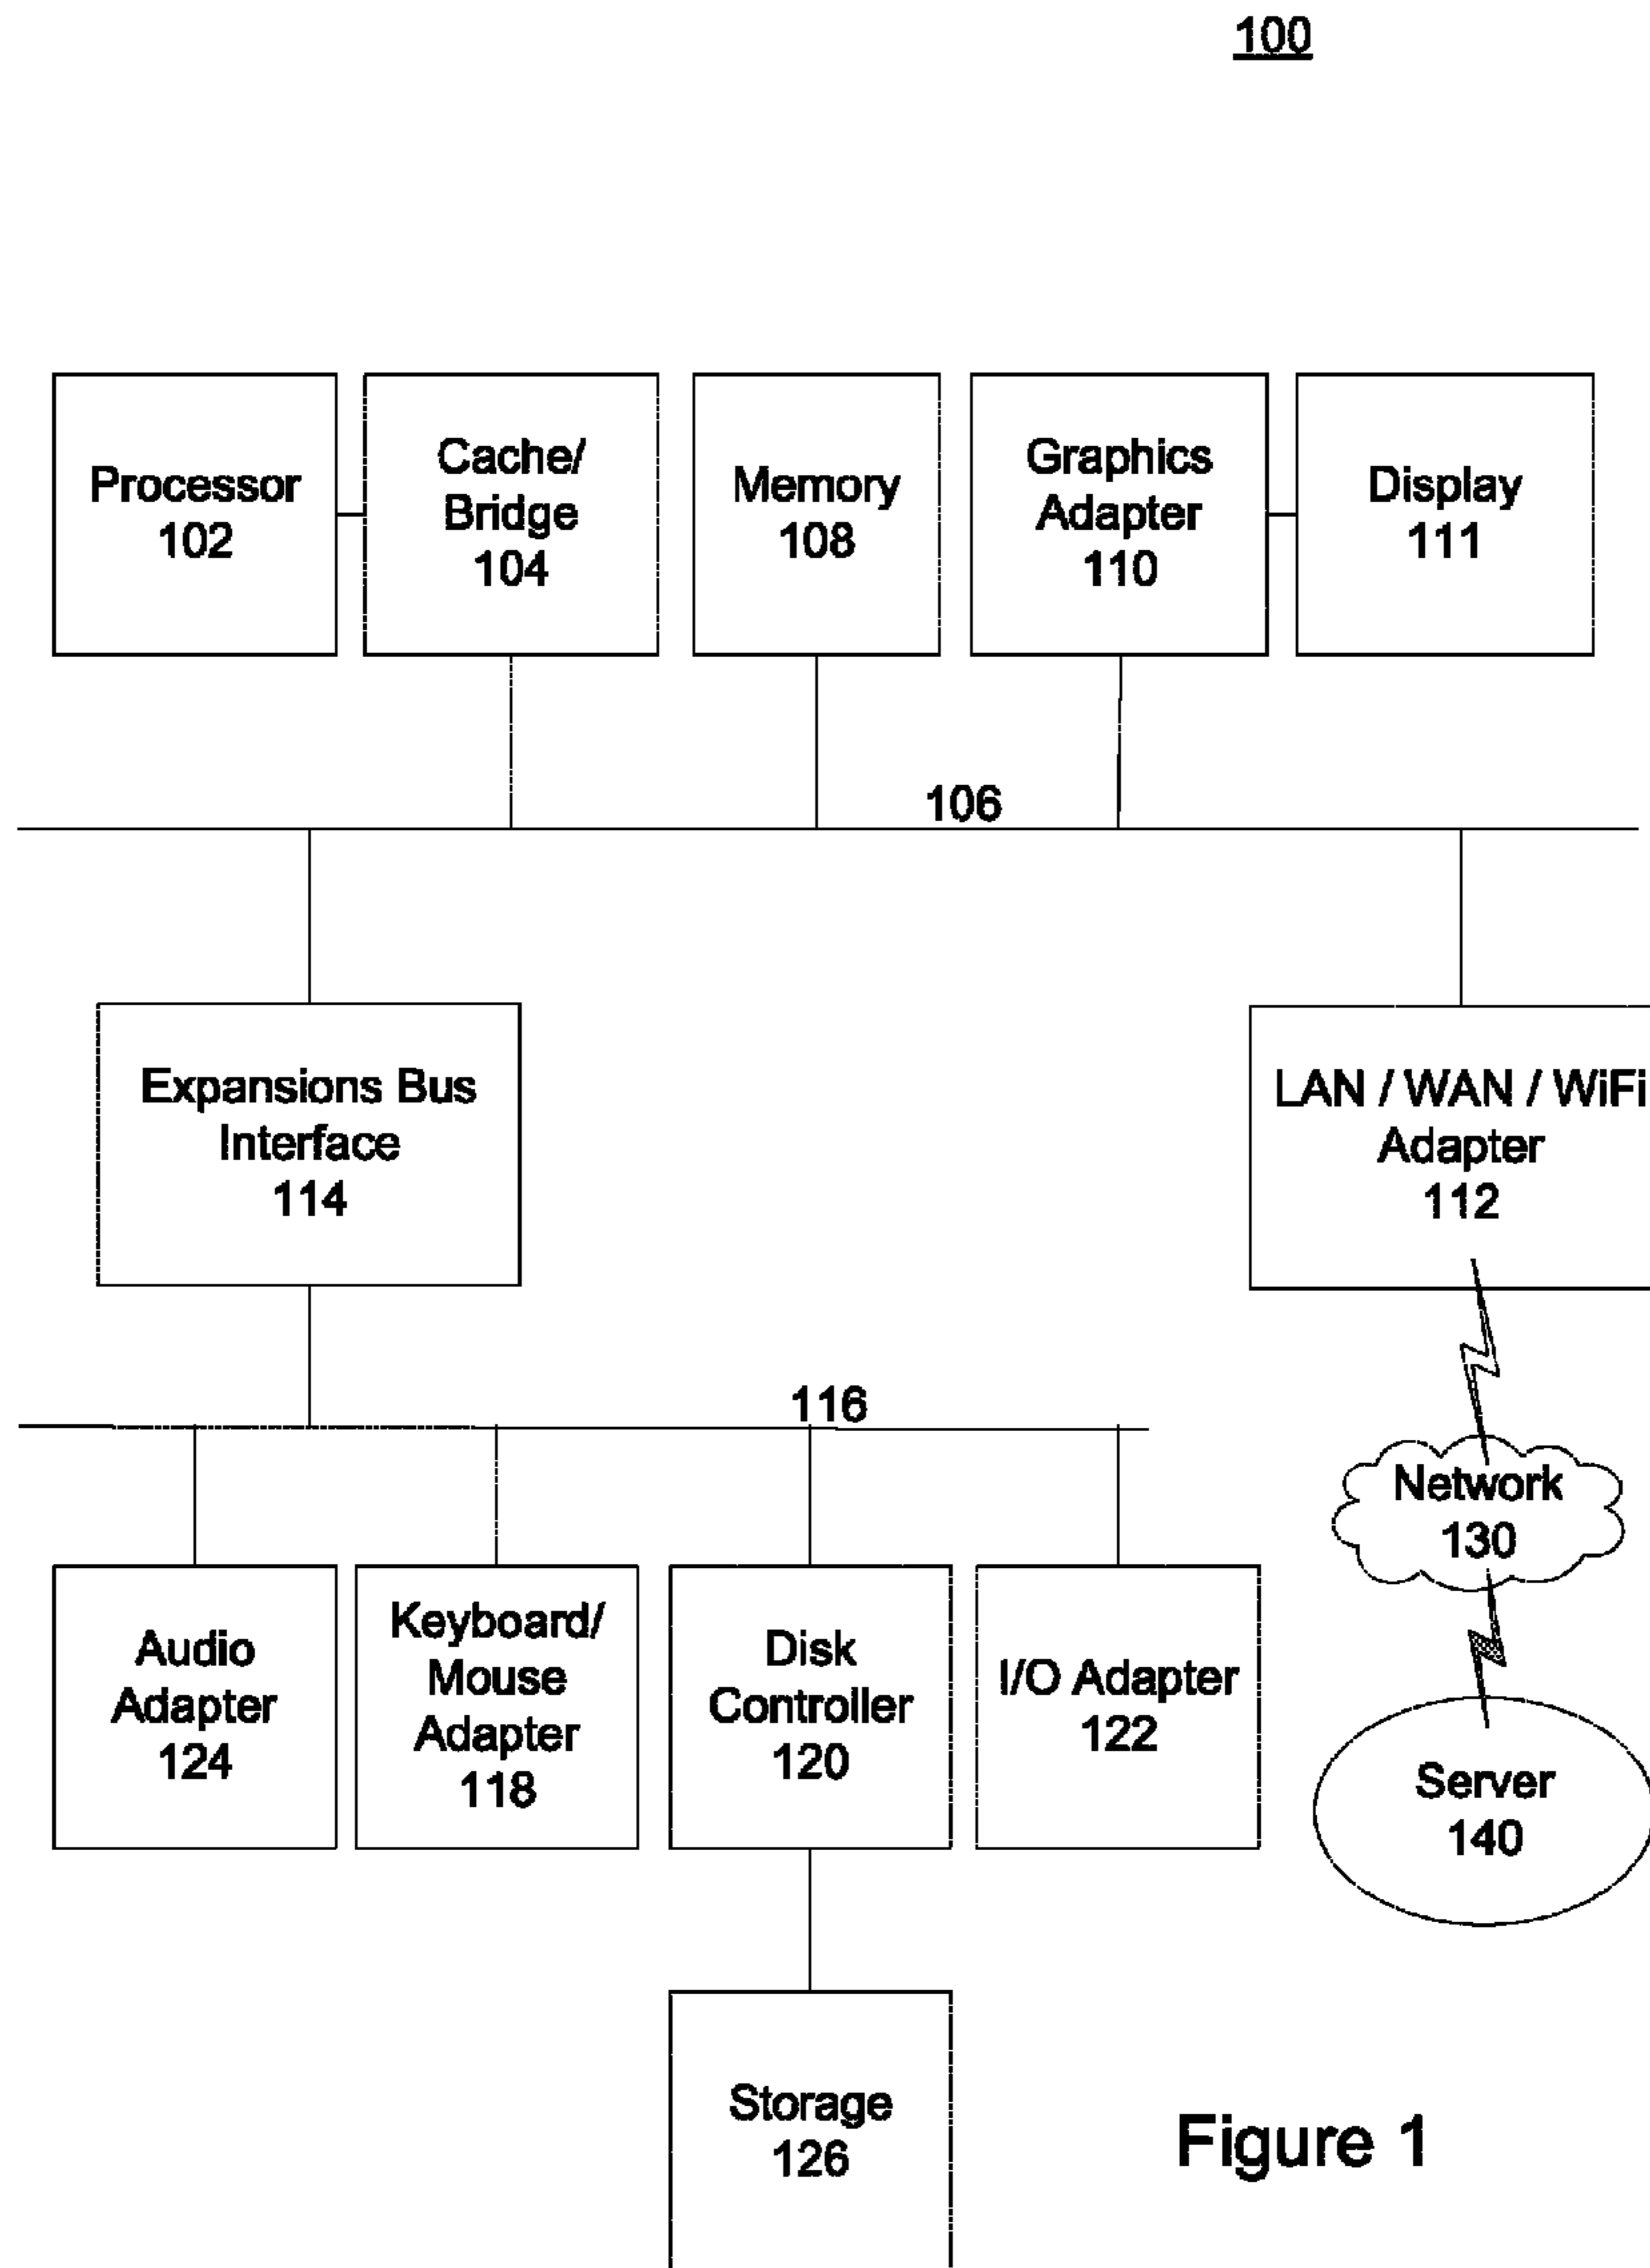 100
Processor
102
Cache/
Bridge
104
Memory
108
Graphics
Adapter
110
Display
111
106
Expansions Bus
Interface
114
LAN / WAN / WiFi
Adapter
112
116
Network
130
Audio
Adapter
124
Keyboard/
Mouse
Adapter
118
Disk
Controller
120
I/O Adapter
122
Server
140
Storage
126
Figure 1